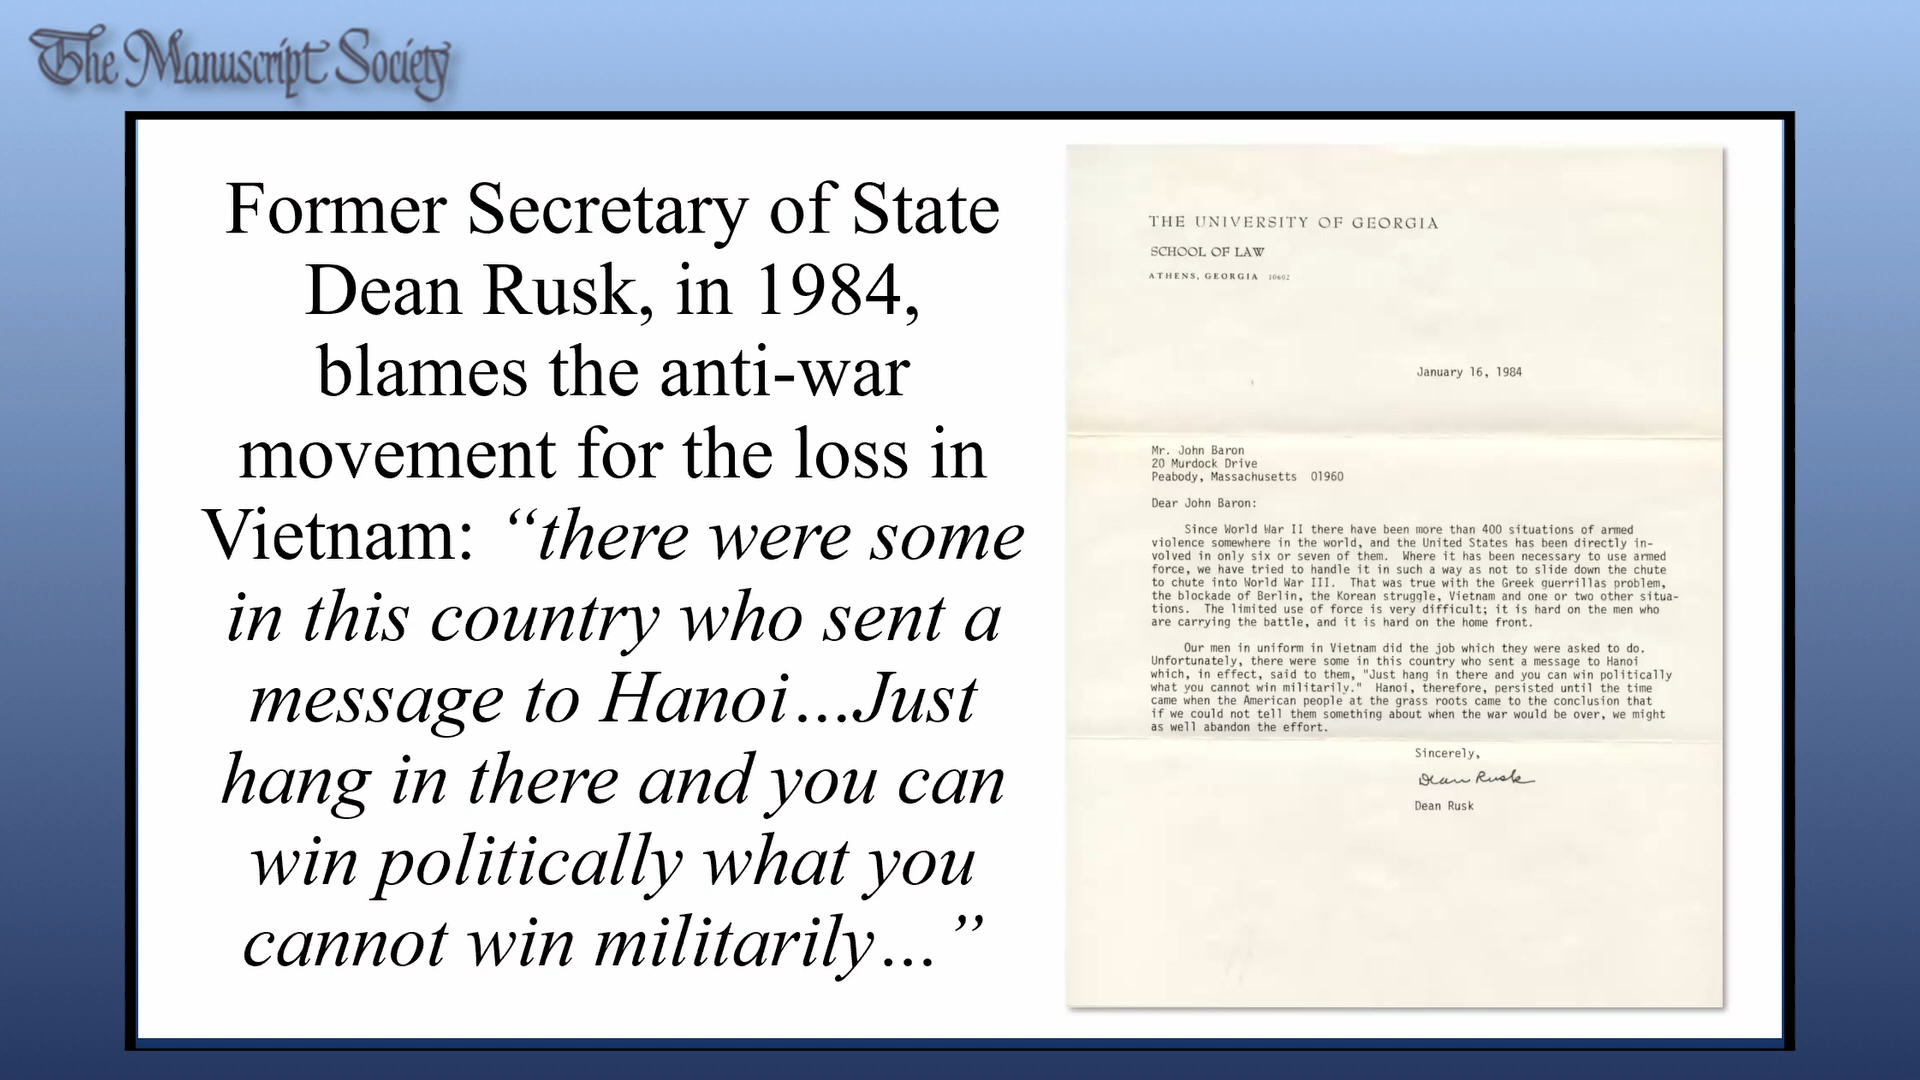 The Manuscript Society
Former Secretary of State
Dean Rusk, in 1984,
blames the anti-war
movement for the loss in
Vietnam: “there were some
in this country who sent a
message to Hanoi…Just
hang in there and you can
win politically what you
cannot win militarily…”
THE UNIVERSITY OF GEORGIA
SCHOOL OF LAW
ATHENS, GEORGIA 30602
January 16, 1984
Mr. John Baron
20 Murdock Drive
Peabody, Massachusetts 01960
Dear John Baron:
Since World War II there have been more than 400 situations of armed
violence somewhere in the world, and the United States has been directly in-
volved in only six or seven of them. Where it has been necessary to use armed
force, we have tried to handle it in such a way as not to slide down the chute
to chute into World War III. That was true with the Greek guerrillas problem,
the blockade of Berlin, the Korean struggle, Vietnam and one or two other situa-
tions. The limited use of force is very difficult; it is hard on the men who
are carrying the battle, and it is hard on the home front.
Our men in uniform in Vietnam did the job which they were asked to do.
Unfortunately, there were some in this country who sent a message to Hanoi
which, in effect, said to them, "Just hang in there and you can win politically
what you cannot win militarily." Hanoi, therefore, persisted until the time
came when the American people at the grass roots came to the conclusion that
if we could not tell them something about when the war would be over, we might
as well abandon the effort.
Sincerely,
Dean Rusk
Dean Rusk